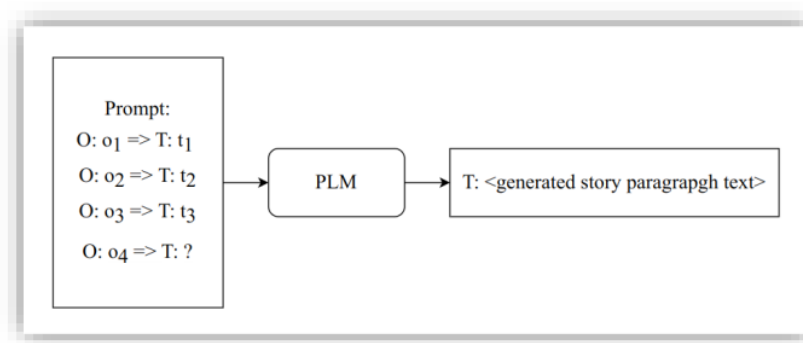 Prompt:
O: o1 => T: t1
O: o2 => T: t2
O: o3 => T: t3
O: o4 => T: ?
PLM
T: <generated story paragrapgh text>